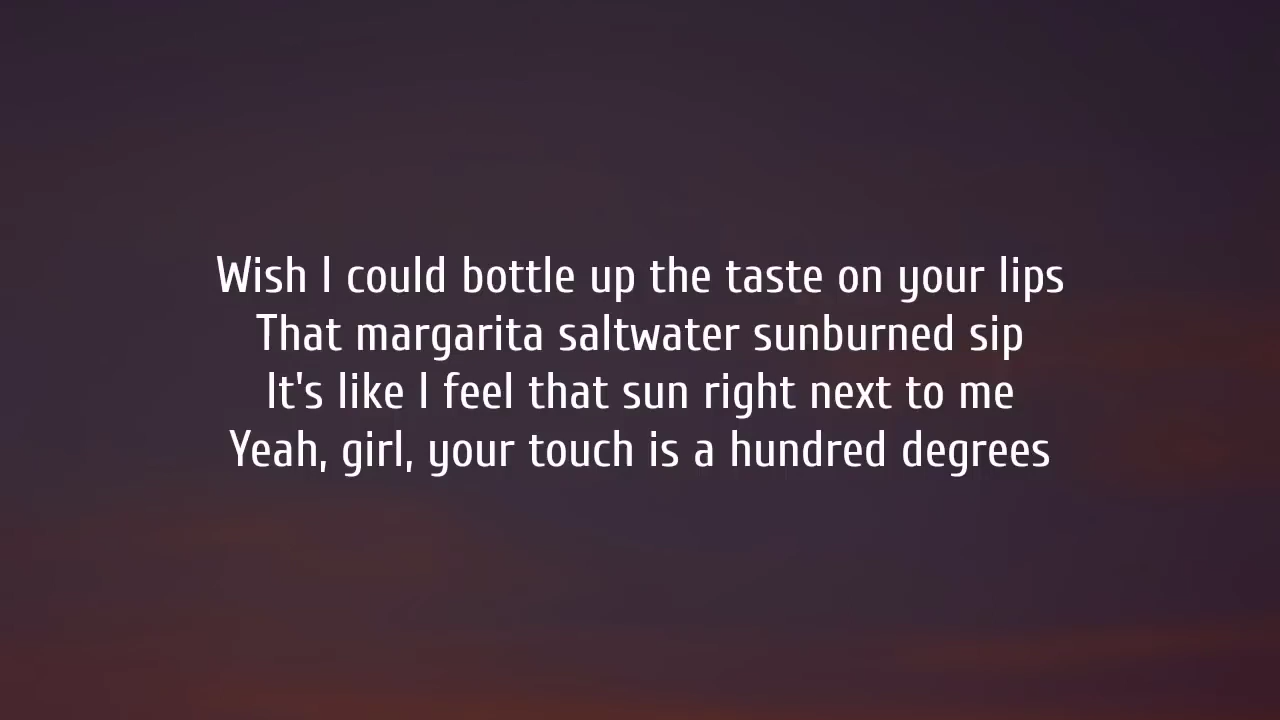 Wish I could bottle up the taste on your lips
That margarita saltwater sunburned sip
It's like I feel that sun right next to me
Yeah, girl, your touch is a hundred degrees